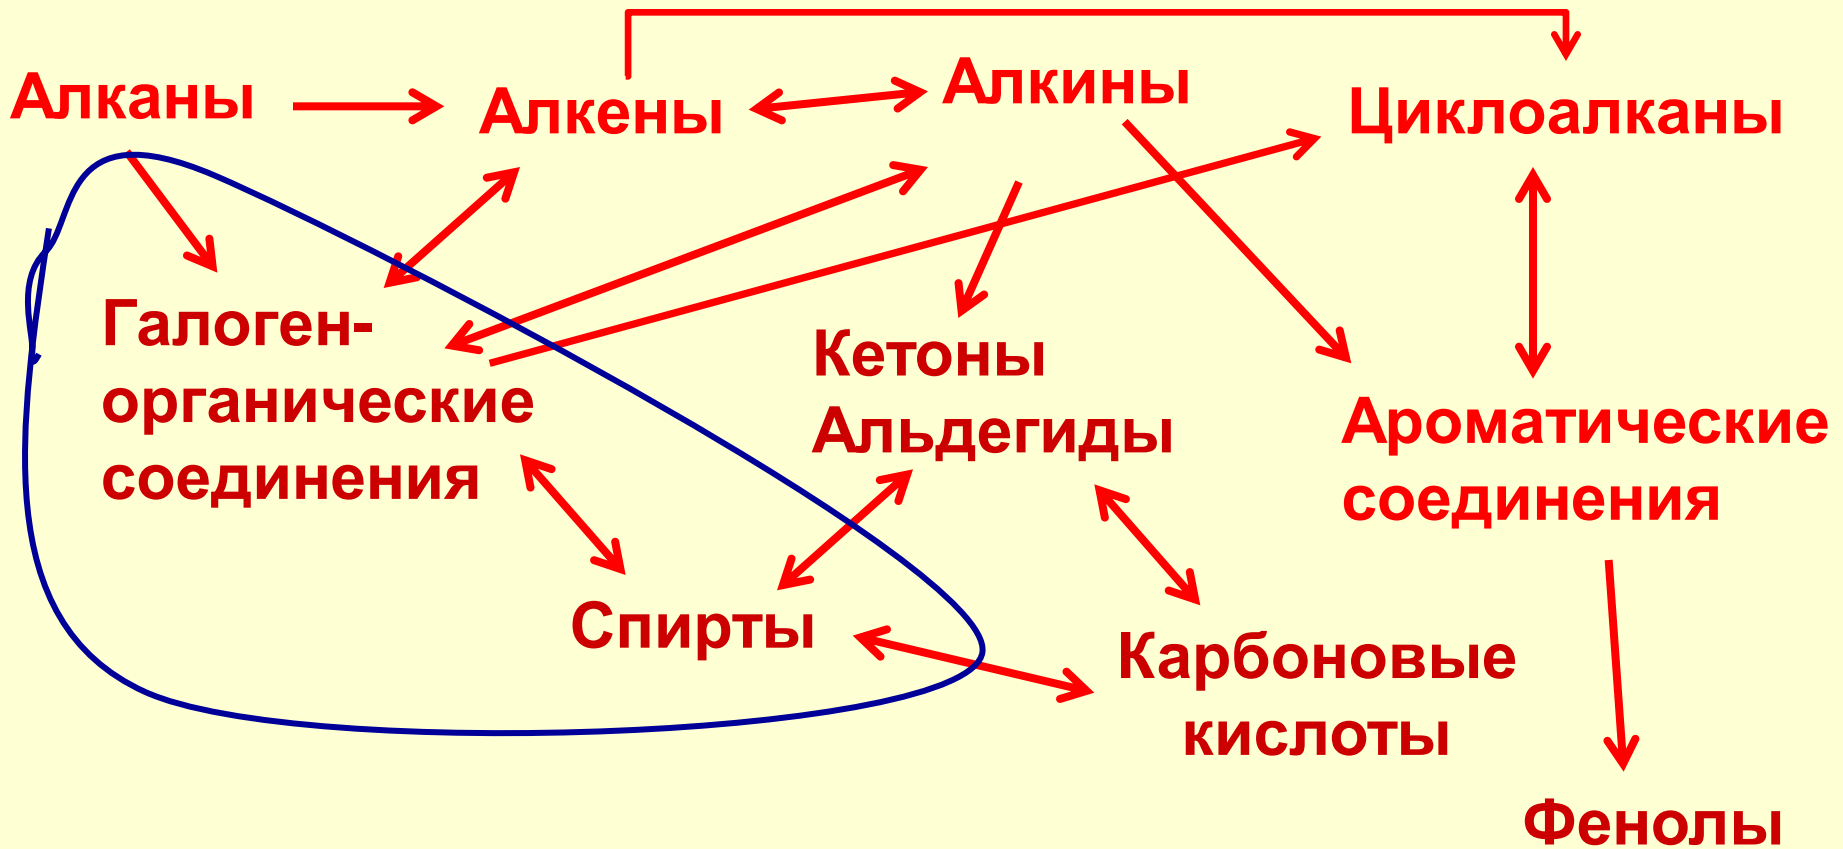 Алканы
Алкены
Алкины
Циклоалканы
Галоген-
органические
соединения
Кетоны
Альдегиды
Ароматические
соединения
Спирты
Карбоновые
кислоты
Фенолы